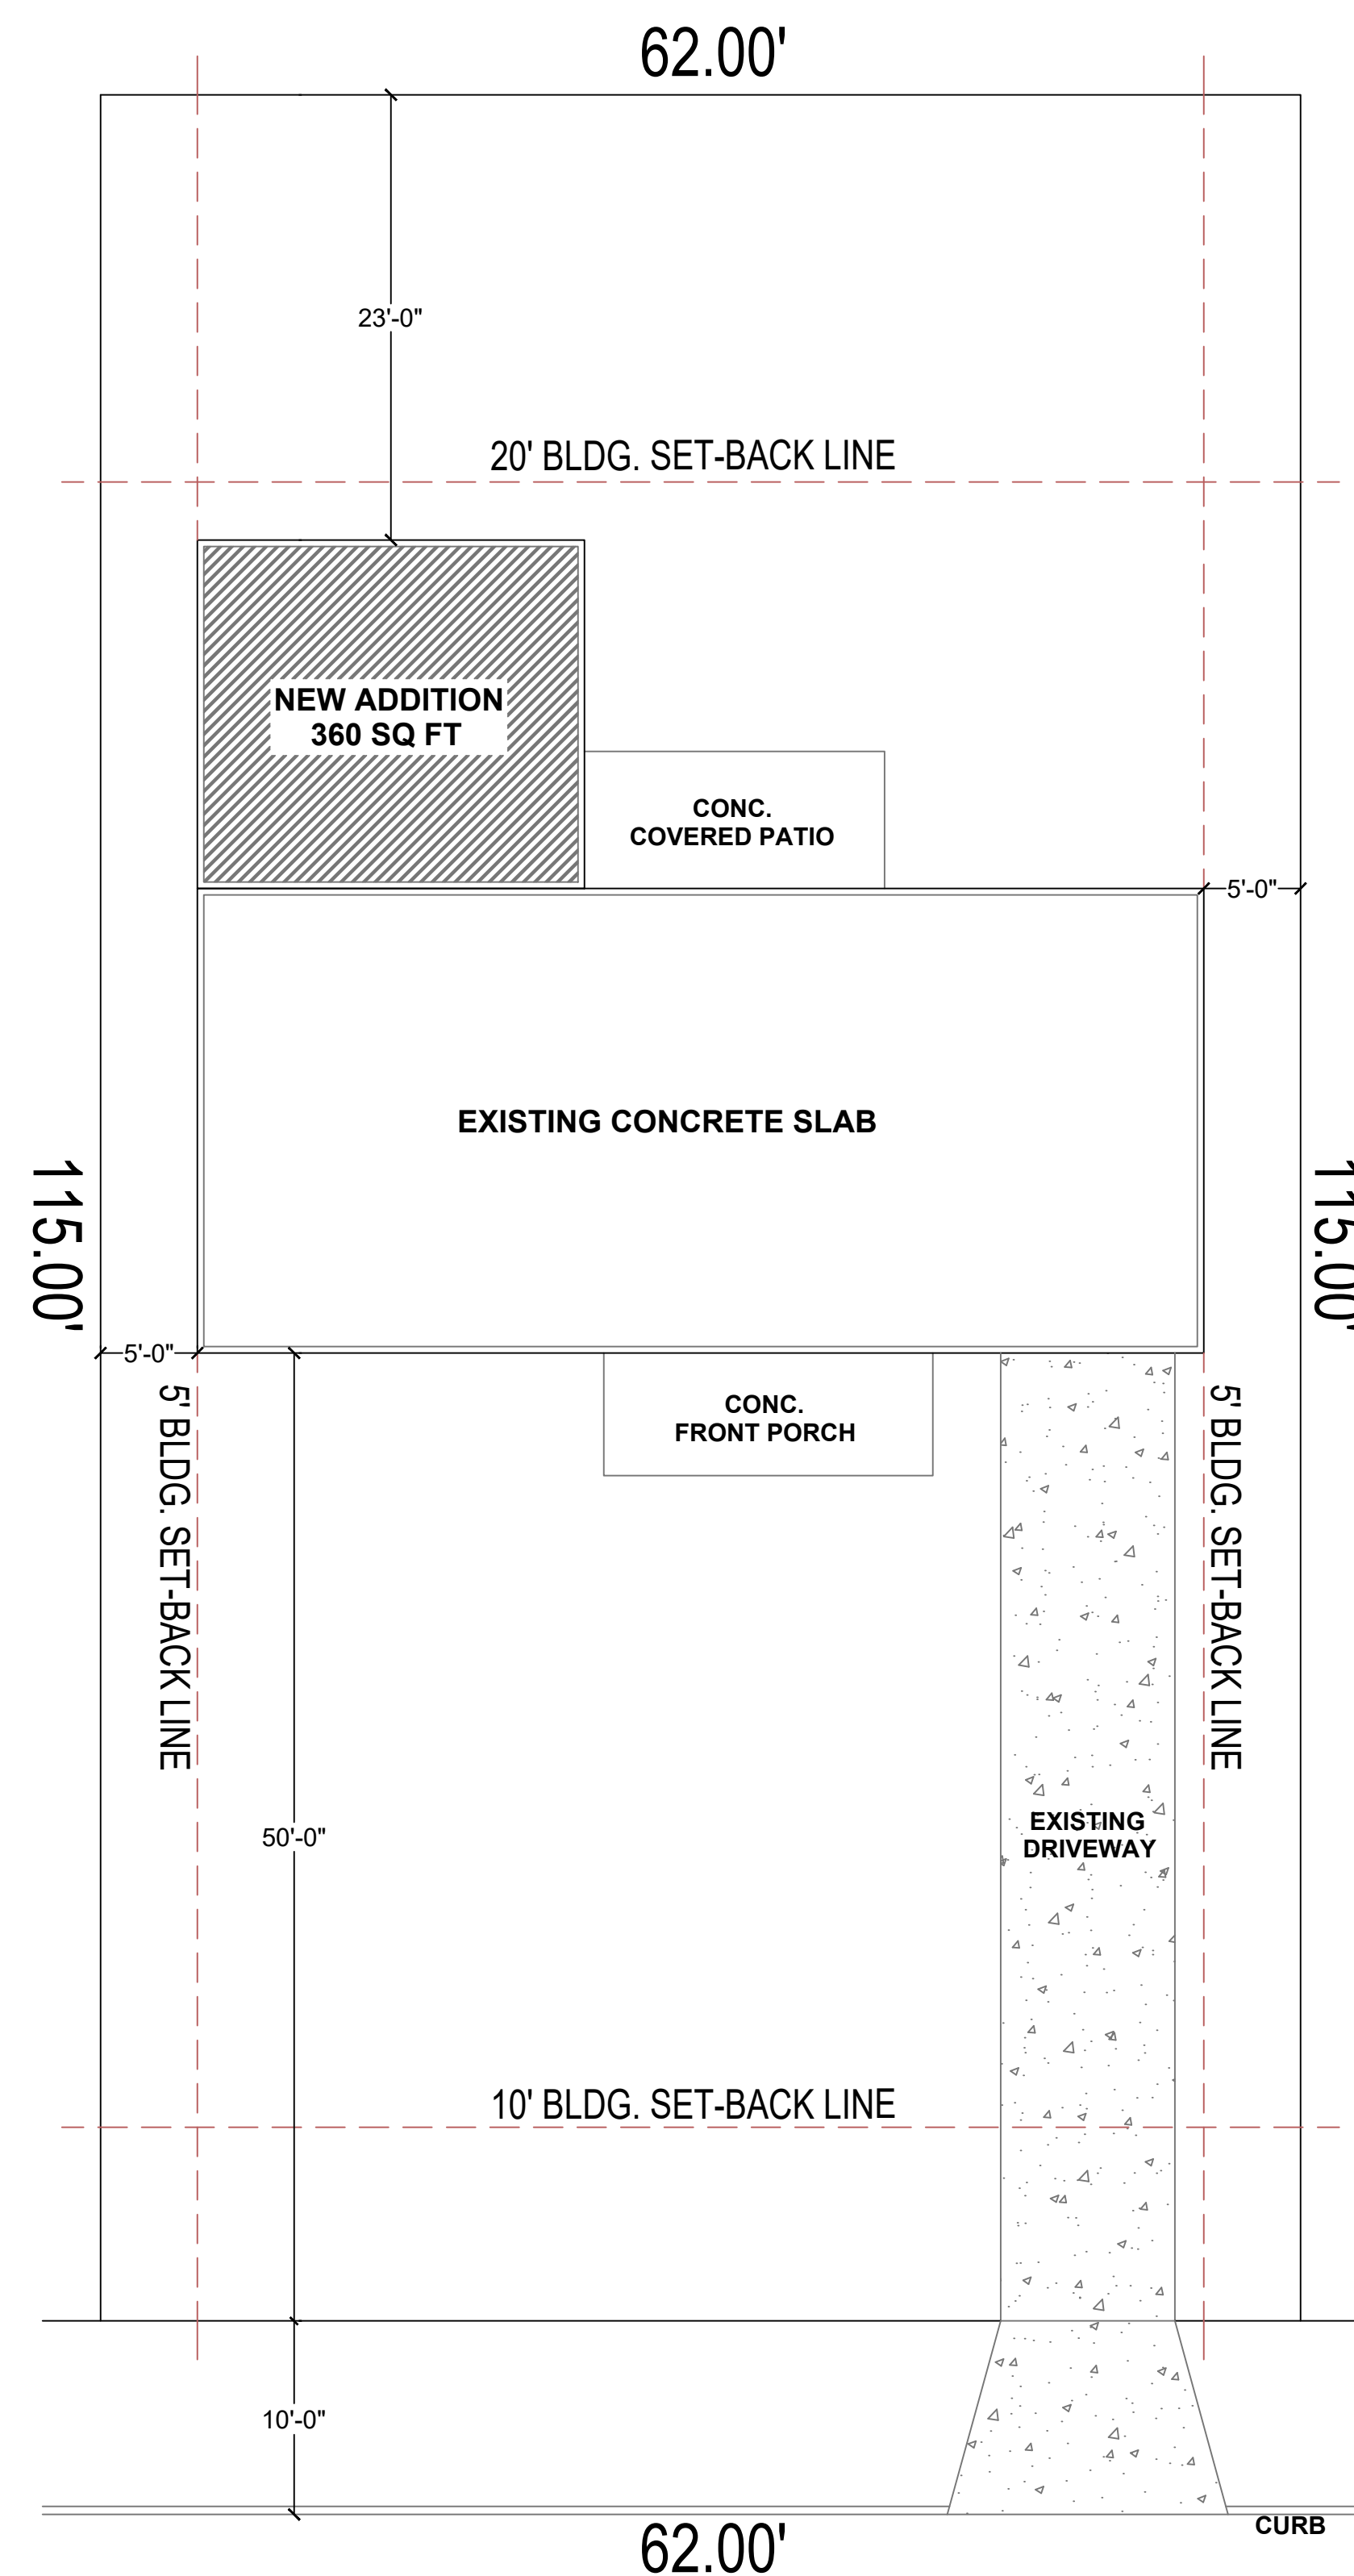 62.00'
23'-0"
20' BLDG. SET-BACK LINE
NEW ADDITION
360 SQ FT
CONC.
COVERED PATIO
5'-0"
EXISTING CONCRETE SLAB
115.00'
115.00'
5'-0"
CONC.
FRONT PORCH
5' BLDG. SET-BACK LINE
5' BLDG. SET-BACK LINE
50'-0"
EXISTING
DRIVEWAY
10' BLDG. SET-BACK LINE
10'-0"
CURB
62.00'